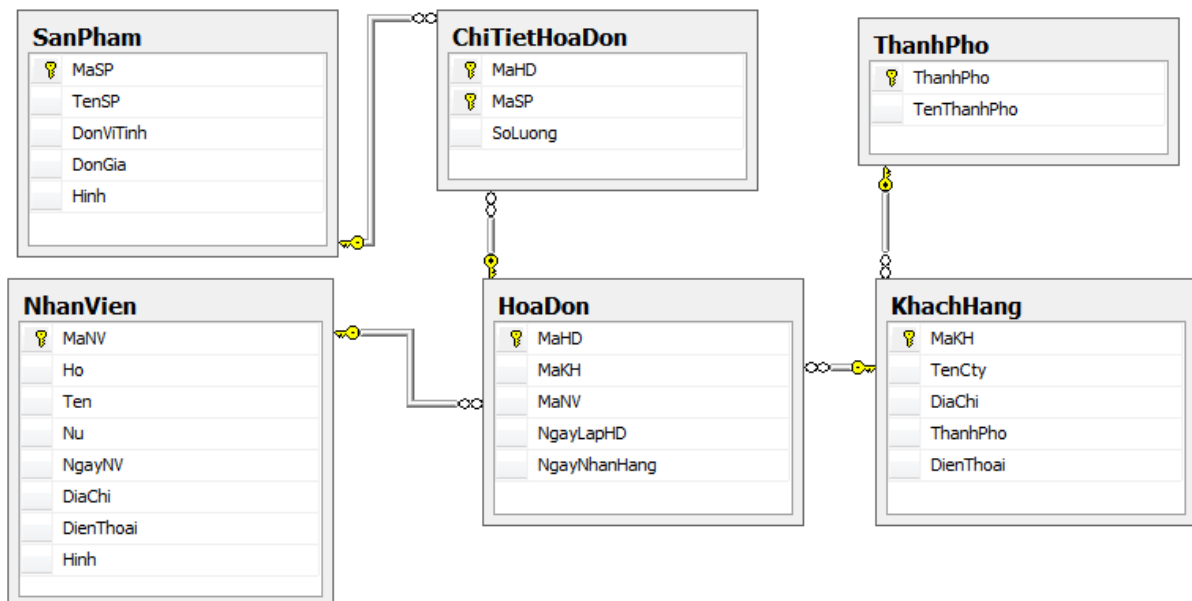 SanPham
MaSP
TenSP
DonViTinh
DonGia
Hinh
ChiTietHoaDon
MaHD
MaSP
SoLuong
ThanhPho
ThanhPho
TenThanhPho
NhanVien
MaNV
Ho
Ten
Nu
NgayNV
DiaChi
DienThoai
Hinh
HoaDon
MaHD
MaKH
MaNV
NgayLapHD
NgayNhanHang
KhachHang
MaKH
TenCty
DiaChi
ThanhPho
DienThoai